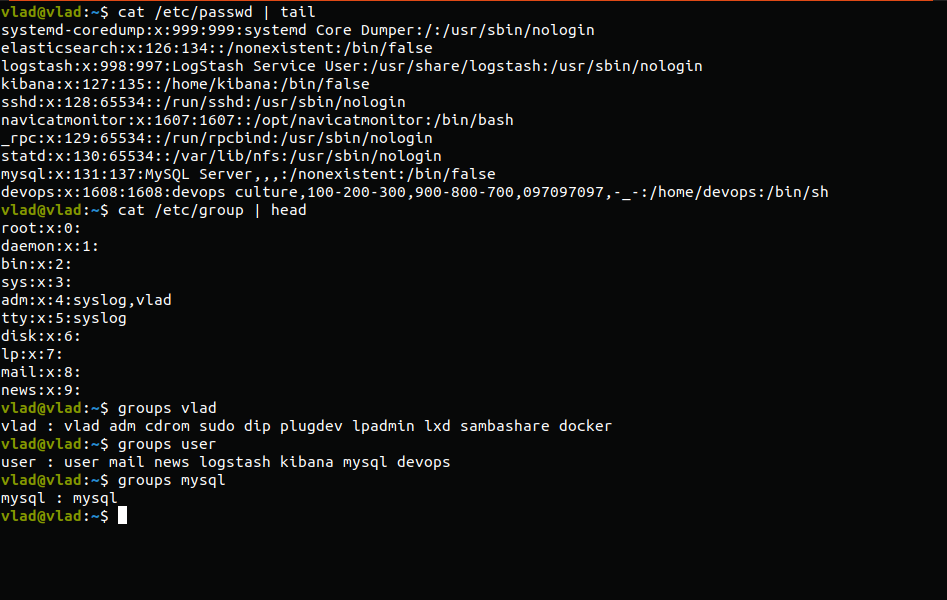 vlad@vlad:~$ cat /etc/passwd | tail
systemd-coredump:x:999:999:systemd Core Dumper:/:/usr/sbin/nologin
elasticsearch:x:126:134::/nonexistent:/bin/false
logstash:x:998:997:LogStash Service User:/usr/share/logstash:/usr/sbin/nologin
kibana:x:127:135::/home/kibana:/bin/false
sshd:x:128:65534::/run/sshd:/usr/sbin/nologin
navicatmonitor:x:1607:1607::/opt/navicatmonitor:/bin/bash
_rpc:x:129:65534::/run/rpcbind:/usr/sbin/nologin
statd:x:130:65534::/var/lib/nfs:/usr/sbin/nologin
mysql:x:131:137:MySQL Server,,,:/nonexistent:/bin/false
devops:x:1608:1608:devops culture,100-200-300,900-800-700,097097097,-_-:/home/devops:/bin/sh
vlad@vlad:~$ cat /etc/group | head
root:x:0:
daemon:x:1:
bin:x:2:
sys:x:3:
adm:x:4:syslog,vlad
tty:x:5:syslog
disk:x:6:
lp:x:7:
mail:x:8:
news:x:9:
vlad@vlad:~$ groups vlad
vlad : vlad adm cdrom sudo dip plugdev lpadmin lxd sambashare docker
vlad@vlad:~$ groups user
user : user mail news logstash kibana mysql devops
vlad@vlad:~$ groups mysql
mysql : mysql
vlad@vlad:~$